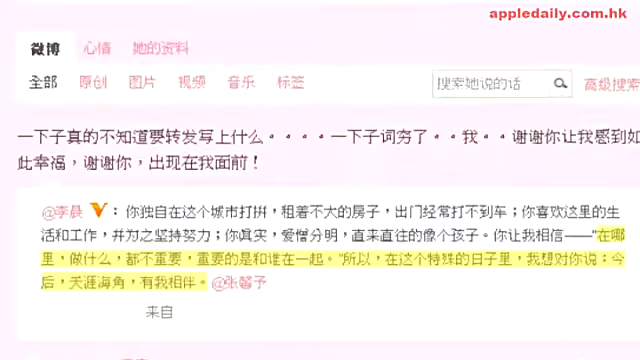 appledaily.com.hk
微博 心情 她的资料
全部 原创 图片 视频 音乐 标签 搜索她说的话 高级搜索
一下子真的不知道要转发写上什么。。。。一下子词穷了。。我。。谢谢你让我感到如
此幸福，谢谢你，出现在我面前！
@李晨 V：你独自在这个城市打拼，租着不大的房子，出门经常打不到车；你喜欢这里的生
活和工作，并为之坚持努力；你真实，爱憎分明，直来直往的像个孩子。你让我相信——"在哪
里，做什么，都不重要，重要的是和谁在一起。"所以，在这个特殊的日子里，我想对你说：今
后，天涯海角，有我相伴。@张馨予
来自